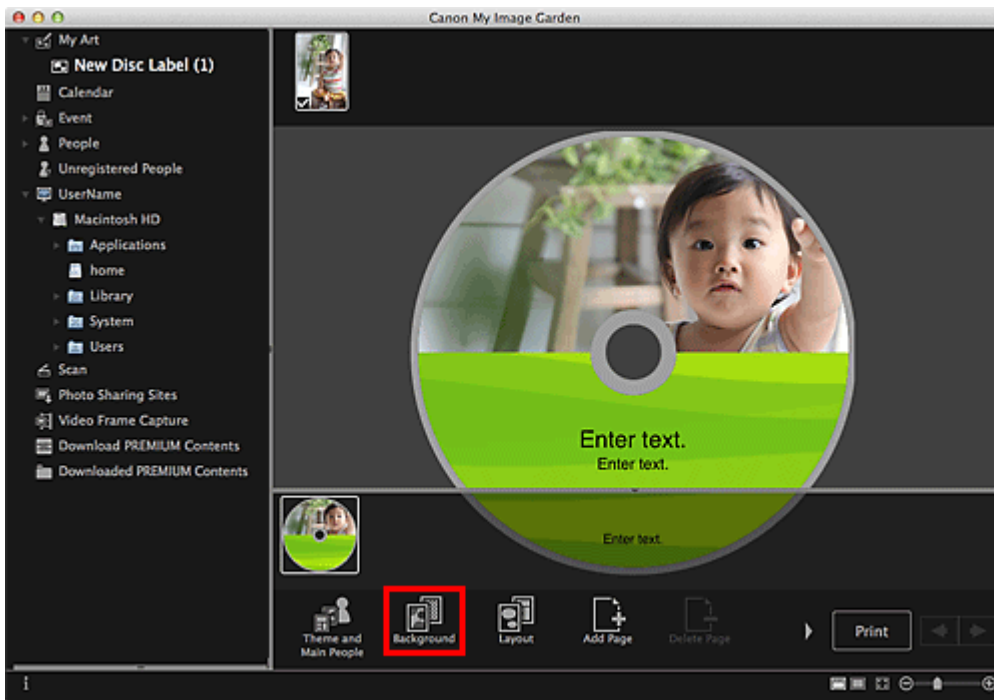 Canon My Image Garden
My Art
New Disc Label (1)
Calendar
Event
People
Unregistered People
UserName
Macintosh HD
Applications
home
Library
System
Users
Scan
Photo Sharing Sites
Video Frame Capture
Download PREMIUM Contents
Downloaded PREMIUM Contents
Enter text.
Enter text.
Enter text.
Theme and
Main People
Background
Layout
Add Page
Delete Page
Print